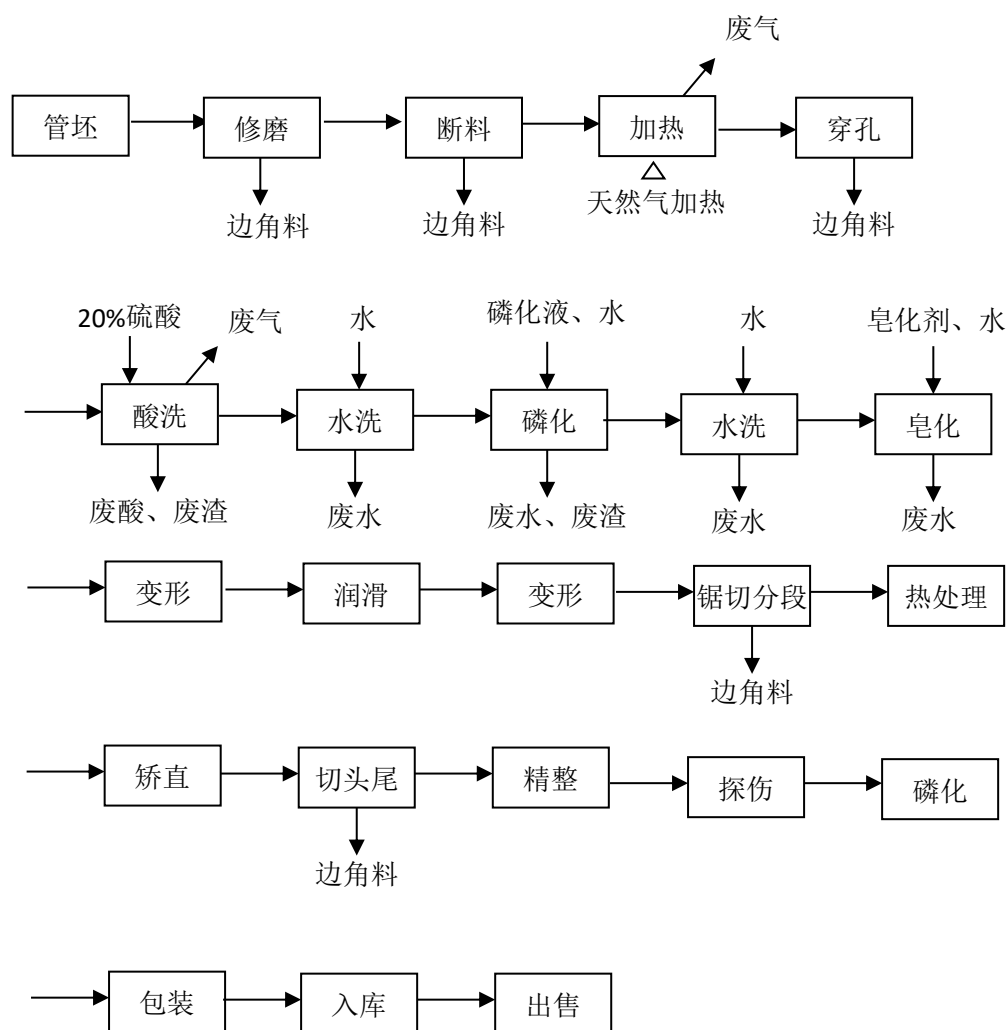 废气
管坯 修磨 断料 加热 穿孔
边角料 边角料 天然气加热 边角料
20%硫酸 废气 水 磷化液、水 水 皂化剂、水
酸洗 水洗 磷化 水洗 皂化
废酸、废渣 废水 废水、废渣 废水 废水
变形 润滑 变形 锯切分段 热处理
边角料
矫直 切头尾 精整 探伤 磷化
边角料
包装 入库 出售